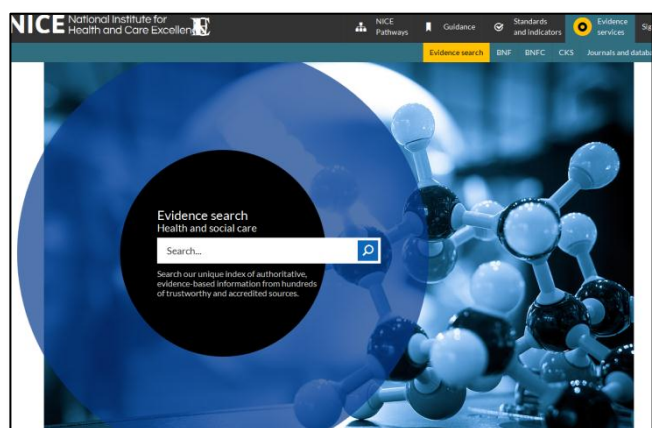 NICE National Institute for
Health and Care Excellence
NICE
Pathways
Guidance
Standards
and indicators
Evidence
services
Sig
Evidence search BNF BNFC CKS Journals and databa
Evidence search
Health and social care
Search...
Search our unique index of authoritative,
evidence-based information from hundreds
of trustworthy and accredited sources.